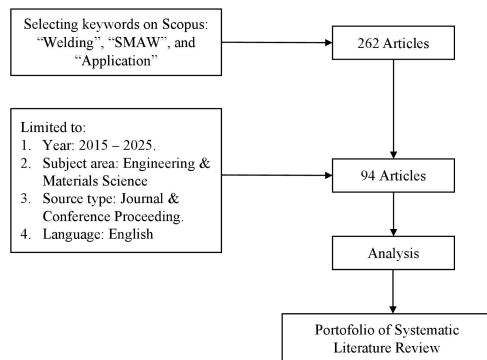 Selecting keywords on Scopus:
“Welding”, “SMAW”, and
“Application”
262 Articles
Limited to:
1. Year: 2015 – 2025.
2. Subject area: Engineering &
Materials Science
3. Source type: Journal &
Conference Proceeding.
4. Language: English
94 Articles
Analysis
Portofolio of Systematic
Literature Review